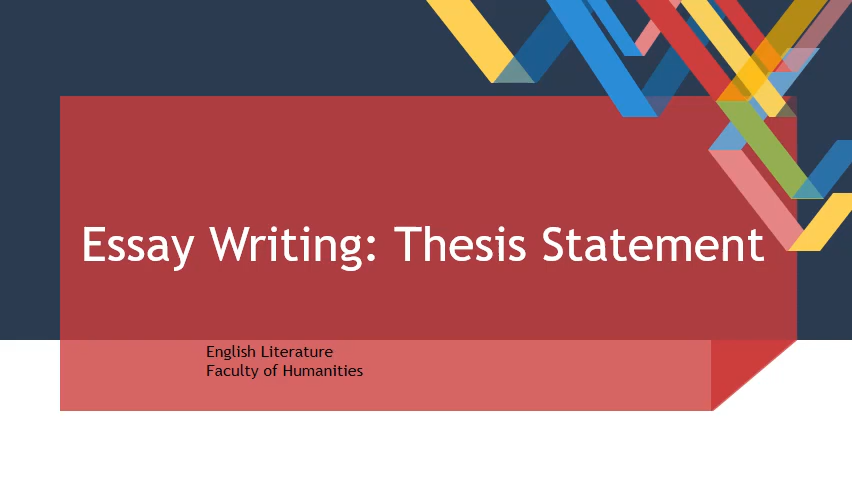 Essay Writing: Thesis Statement
English Literature
Faculty of Humanities